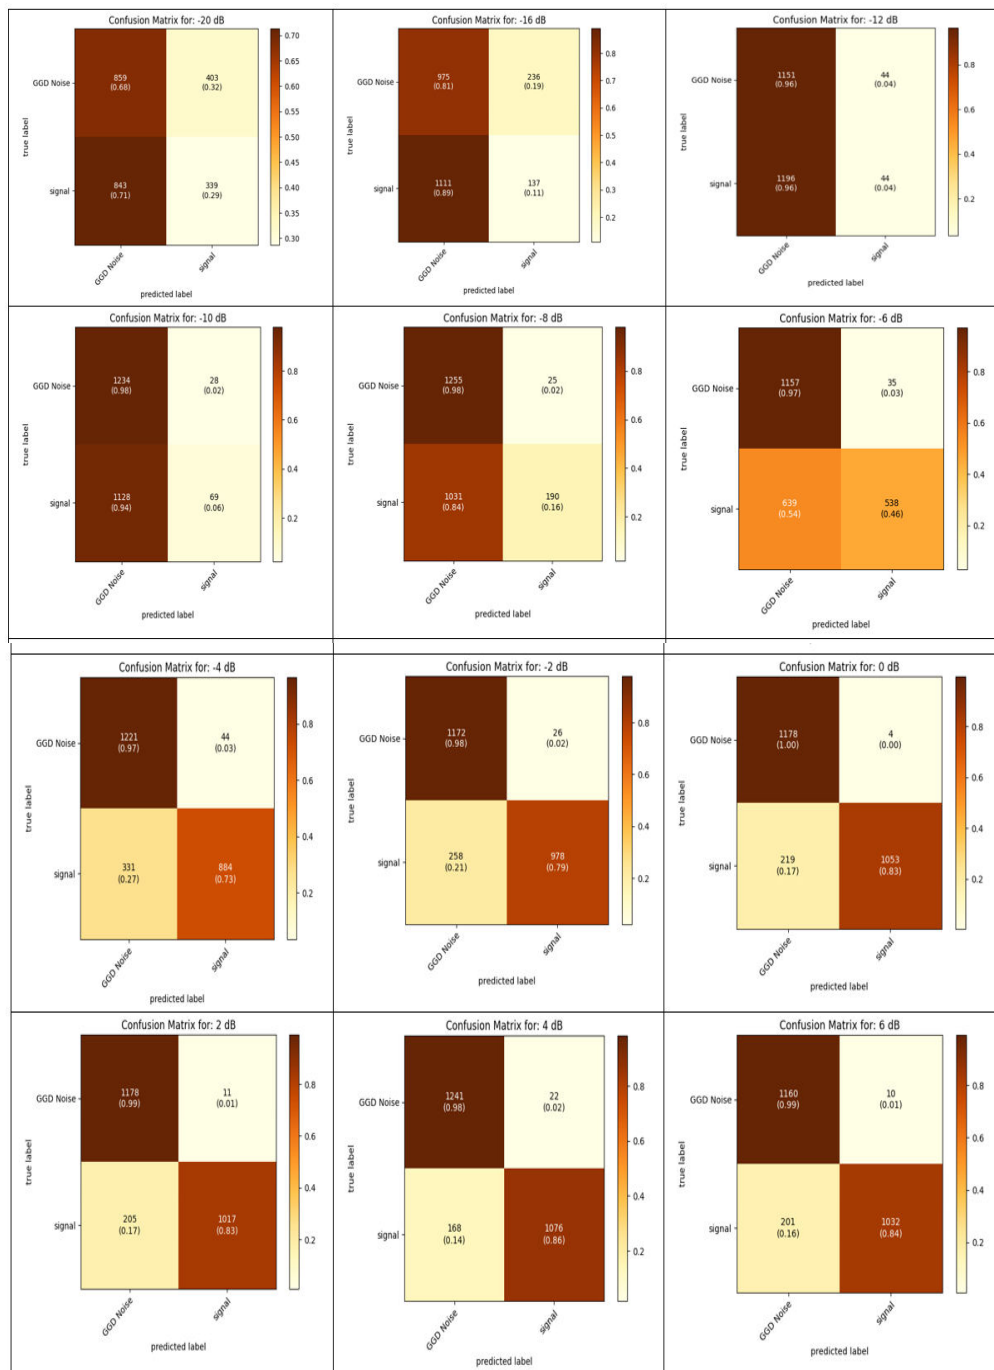 Confusion Matrix for: -20 dB
0.70
0.65
0.60
0.55
0.50
0.45
0.40
0.35
0.30
true label
GGD Noise
signal
859
(0.68)
403
(0.32)
843
(0.71)
339
(0.29)
GGD Noise
signal
predicted label
Confusion Matrix for: -16 dB
0.8
0.7
0.6
0.5
0.4
0.3
0.2
true label
GGD Noise
signal
975
(0.81)
236
(0.19)
1111
(0.89)
137
(0.11)
GGD Noise
signal
predicted label
Confusion Matrix for: -12 dB
0.8
0.6
0.4
0.2
true label
GGD Noise
signal
1151
(0.96)
44
(0.04)
1196
(0.96)
44
(0.04)
GGD Noise
signal
predicted label
Confusion Matrix for: -10 dB
0.8
0.6
0.4
0.2
true label
GGD Noise
signal
1234
(0.98)
28
(0.02)
1128
(0.94)
69
(0.06)
GGD Noise
signal
predicted label
Confusion Matrix for: -8 dB
0.8
0.6
0.4
0.2
true label
GGD Noise
signal
1255
(0.98)
25
(0.02)
1031
(0.84)
190
(0.16)
GGD Noise
signal
predicted label
Confusion Matrix for: -6 dB
0.8
0.6
0.4
0.2
true label
GGD Noise
signal
1157
(0.97)
35
(0.03)
639
(0.54)
538
(0.46)
GGD Noise
signal
predicted label
Confusion Matrix for: -4 dB
0.8
0.6
0.4
0.2
true label
GGD Noise
signal
1221
(0.97)
44
(0.03)
331
(0.27)
884
(0.73)
GGD Noise
signal
predicted label
Confusion Matrix for: -2 dB
0.8
0.6
0.4
0.2
true label
GGD Noise
signal
1172
(0.98)
26
(0.02)
258
(0.21)
978
(0.79)
GGD Noise
signal
predicted label
Confusion Matrix for: 0 dB
0.8
0.6
0.4
0.2
true label
GGD Noise
signal
1178
(1.00)
4
(0.00)
219
(0.17)
1053
(0.83)
GGD Noise
signal
predicted label
Confusion Matrix for: 2 dB
0.8
0.6
0.4
0.2
true label
GGD Noise
signal
1178
(0.99)
11
(0.01)
205
(0.17)
1017
(0.83)
GGD Noise
signal
predicted label
Confusion Matrix for: 4 dB
0.8
0.6
0.4
0.2
true label
GGD Noise
signal
1241
(0.98)
22
(0.02)
168
(0.14)
1076
(0.86)
GGD Noise
signal
predicted label
Confusion Matrix for: 6 dB
0.8
0.6
0.4
0.2
true label
GGD Noise
signal
1160
(0.99)
10
(0.01)
201
(0.16)
1032
(0.84)
GGD Noise
signal
predicted label